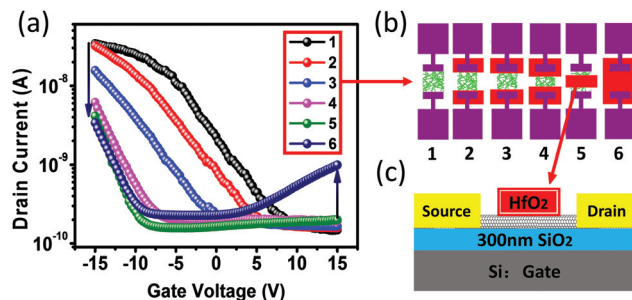 (a)
Drain Current (A)
10⁻⁸
10⁻⁹
10⁻¹⁰
-15 -10 -5 0 5 10 15
Gate Voltage (V)
1
2
3
4
5
6
(b)
1 2 3 4 5 6
(c)
Source HfO₂ Drain
300nm SiO₂
Si: Gate